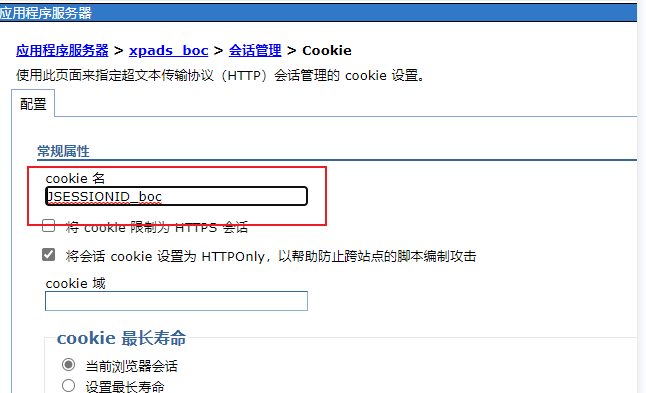 应用程序服务器
应用程序服务器 > xpads_boc > 会话管理 > Cookie
使用此页面来指定超文本传输协议（HTTP）会话管理的 cookie 设置。
配置
常规属性
cookie 名
JSESSIONID_boc
将 cookie 限制为 HTTPS 会话
将会话 cookie 设置为 HTTPOnly，以帮助防止跨站点的脚本编制攻击
cookie 域
cookie 最长寿命
当前浏览器会话
设置最长寿命